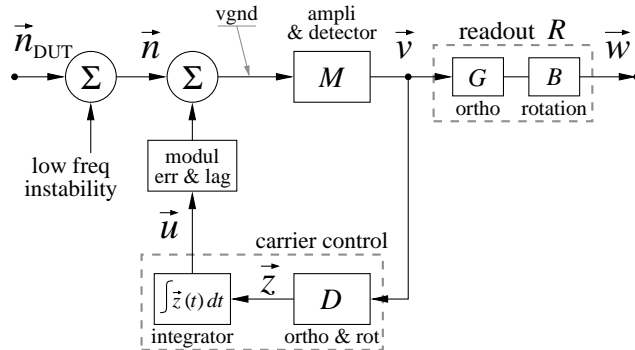 vgnd
ampli
& detector
readout R
n⃗DUT
n⃗
v⃗
w⃗
Σ
Σ
M
G
B
ortho
rotation
low freq
instability
modul
err & lag
u⃗
carrier control
z⃗
∫ z⃗ (t) dt
D
integrator
ortho & rot